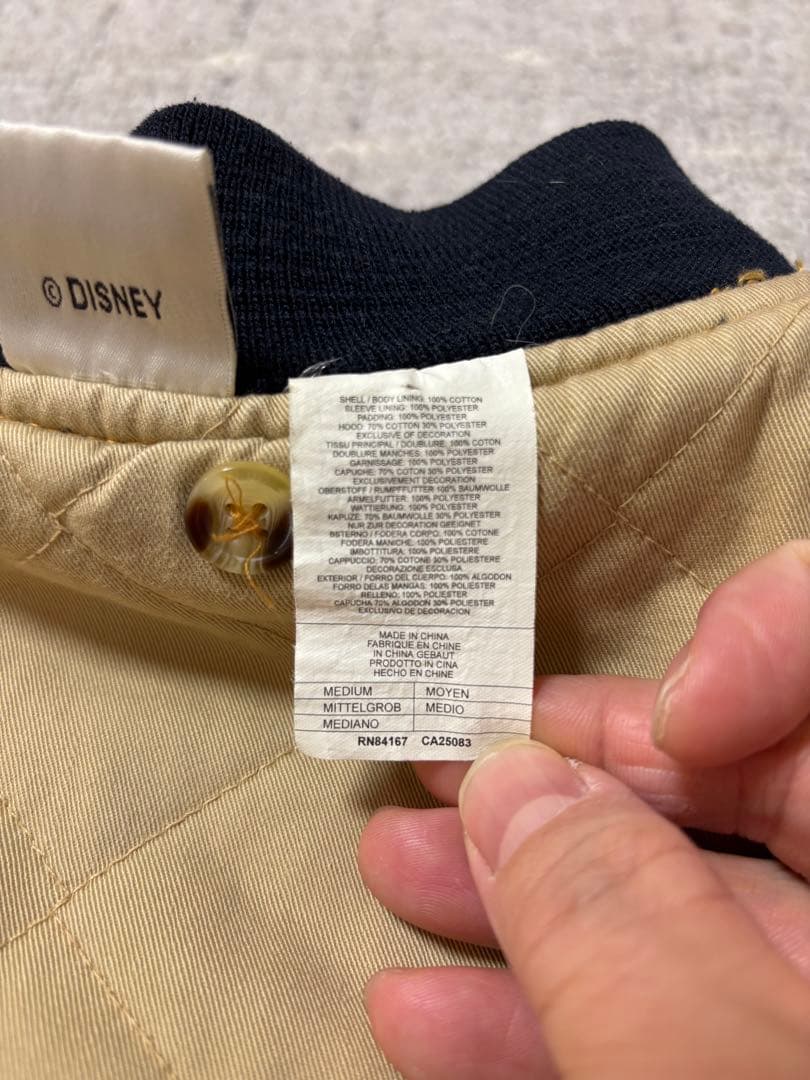 © DISNEY
SHELL / BODY LINING: 100% COTTON
SLEEVE LINING: 100% POLYESTER
PADDING: 100% POLYESTER
HOOD: 70% COTTON 30% POLYESTER
EXCLUSIVE OF DECORATION
TISSU PRINCIPAL / DOUBLURE: 100% COTON
DOUBLURE MANCHES: 100% POLYESTER
GARNISSAGE: 100% POLYESTER
CAPUCHE: 70% COTON 30% POLYESTER
EXCLUSIVEMENT DECORATION
OBERSTOFF / RUMPFFUTTER 100% BAUMWOLLE
ARMELFUTTER: 100% POLYESTER
WATTIERUNG: 100% POLYESTER
KAPUZE: 70% BAUMWOLLE 30% POLYESTER
NUR ZUR DECORATION GEEIGNET
BSTERNO / FODERA CORPO: 100% COTONE
FODERA MANICHE: 100% POLIESTERE
IMBOTTITURA: 100% POLIESTERE
CAPPUCCIO: 70% COTONE 30% POLIESTERE
DECORAZIONE ESCLUSA
EXTERIOR / FORRO DEL CUERPO: 100% ALGODON
FORRO DELAS MANGAS: 100% POLYESTER
RELLENO: 100% POLYESTER
CAPUCHA 70% ALGODON 30% POLYESTER
EXCLUSIVO DE DECORACION
MADE IN CHINA
FABRIQUE EN CHINE
IN CHINA GEBAUT
PRODOTTO IN CINA
HECHO EN CHINE
MEDIUM MOYEN
MITTELGROB MEDIO
MEDIANO
RN84167 CA25083